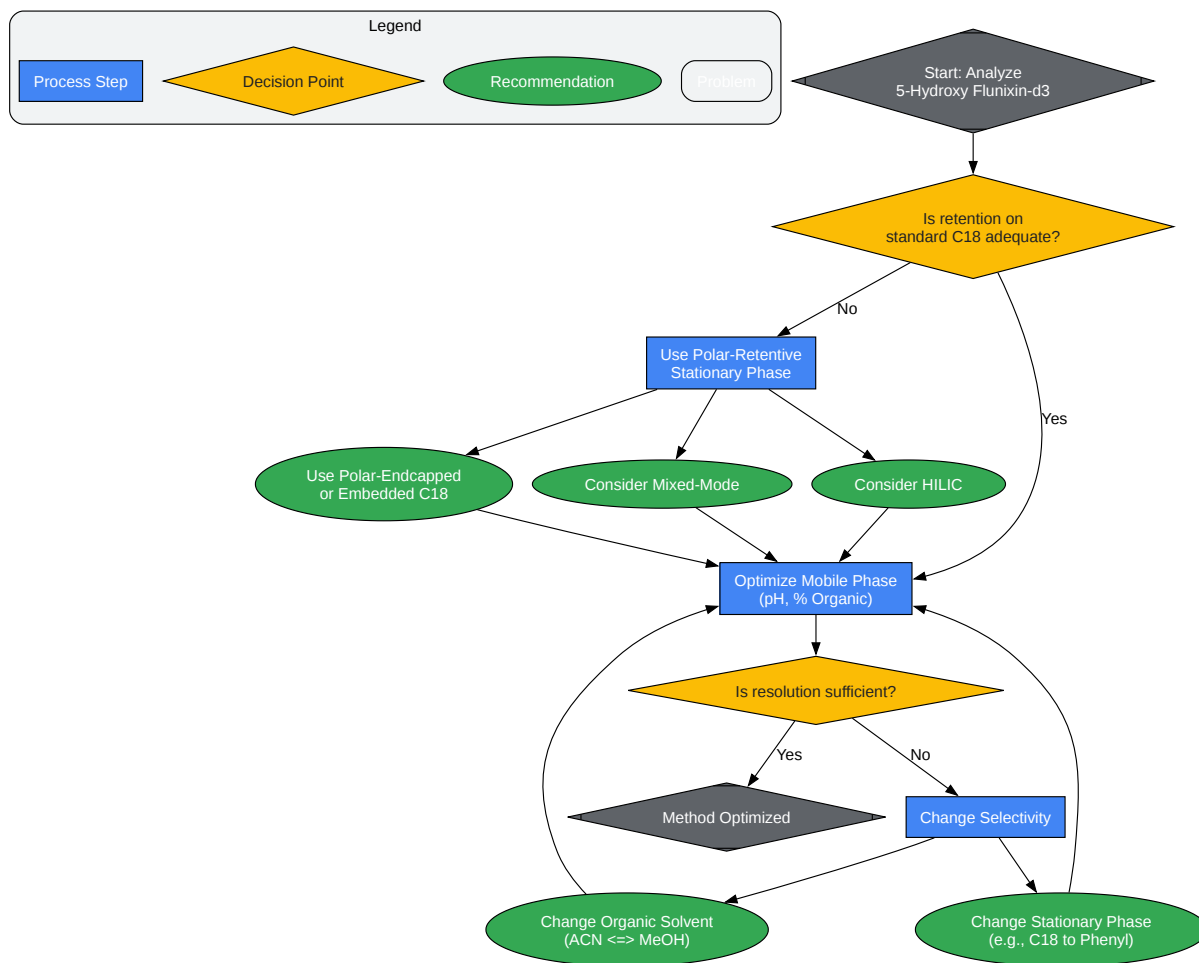 Legend
Process Step
Decision Point
Recommendation
Problem
Start: Analyze
5-Hydroxy Flunixin-d3
Is retention on
standard C18 adequate?
No
Use Polar-Retentive
Stationary Phase
Yes
Use Polar-Endcapped
or Embedded C18
Consider Mixed-Mode
Consider HILIC
Optimize Mobile Phase
(pH, % Organic)
Is resolution sufficient?
Yes
No
Method Optimized
Change Selectivity
Change Organic Solvent
(ACN <=> MeOH)
Change Stationary Phase
(e.g., C18 to Phenyl)